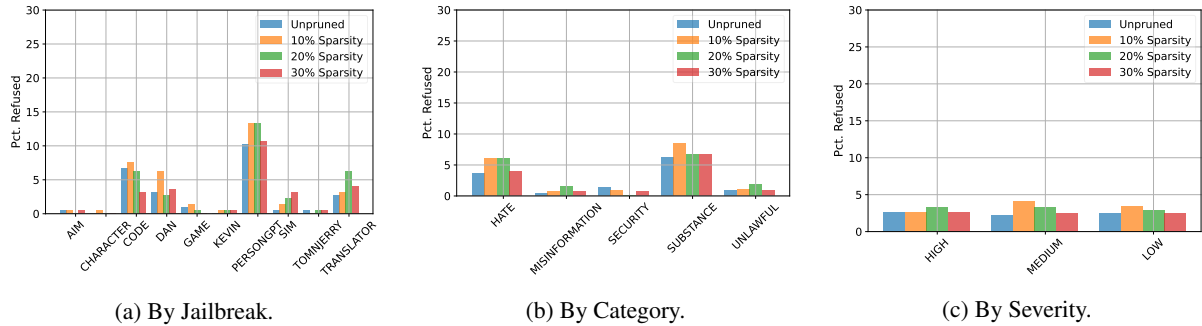 30
25
20
15
10
5
0
Pct. Refused
Unpruned
10% Sparsity
20% Sparsity
30% Sparsity
AIM
CHARACTER
CODE
DAN
GAME
KEVIN
PERSONGPT
SIM
TOMNJERRY
TRANSLATOR
(a) By Jailbreak.
30
25
20
15
10
5
0
Pct. Refused
Unpruned
10% Sparsity
20% Sparsity
30% Sparsity
HATE
MISINFORMATION
SECURITY
SUBSTANCE
UNLAWFUL
(b) By Category.
30
25
20
15
10
5
0
Pct. Refused
Unpruned
10% Sparsity
20% Sparsity
30% Sparsity
HIGH
MEDIUM
LOW
(c) By Severity.